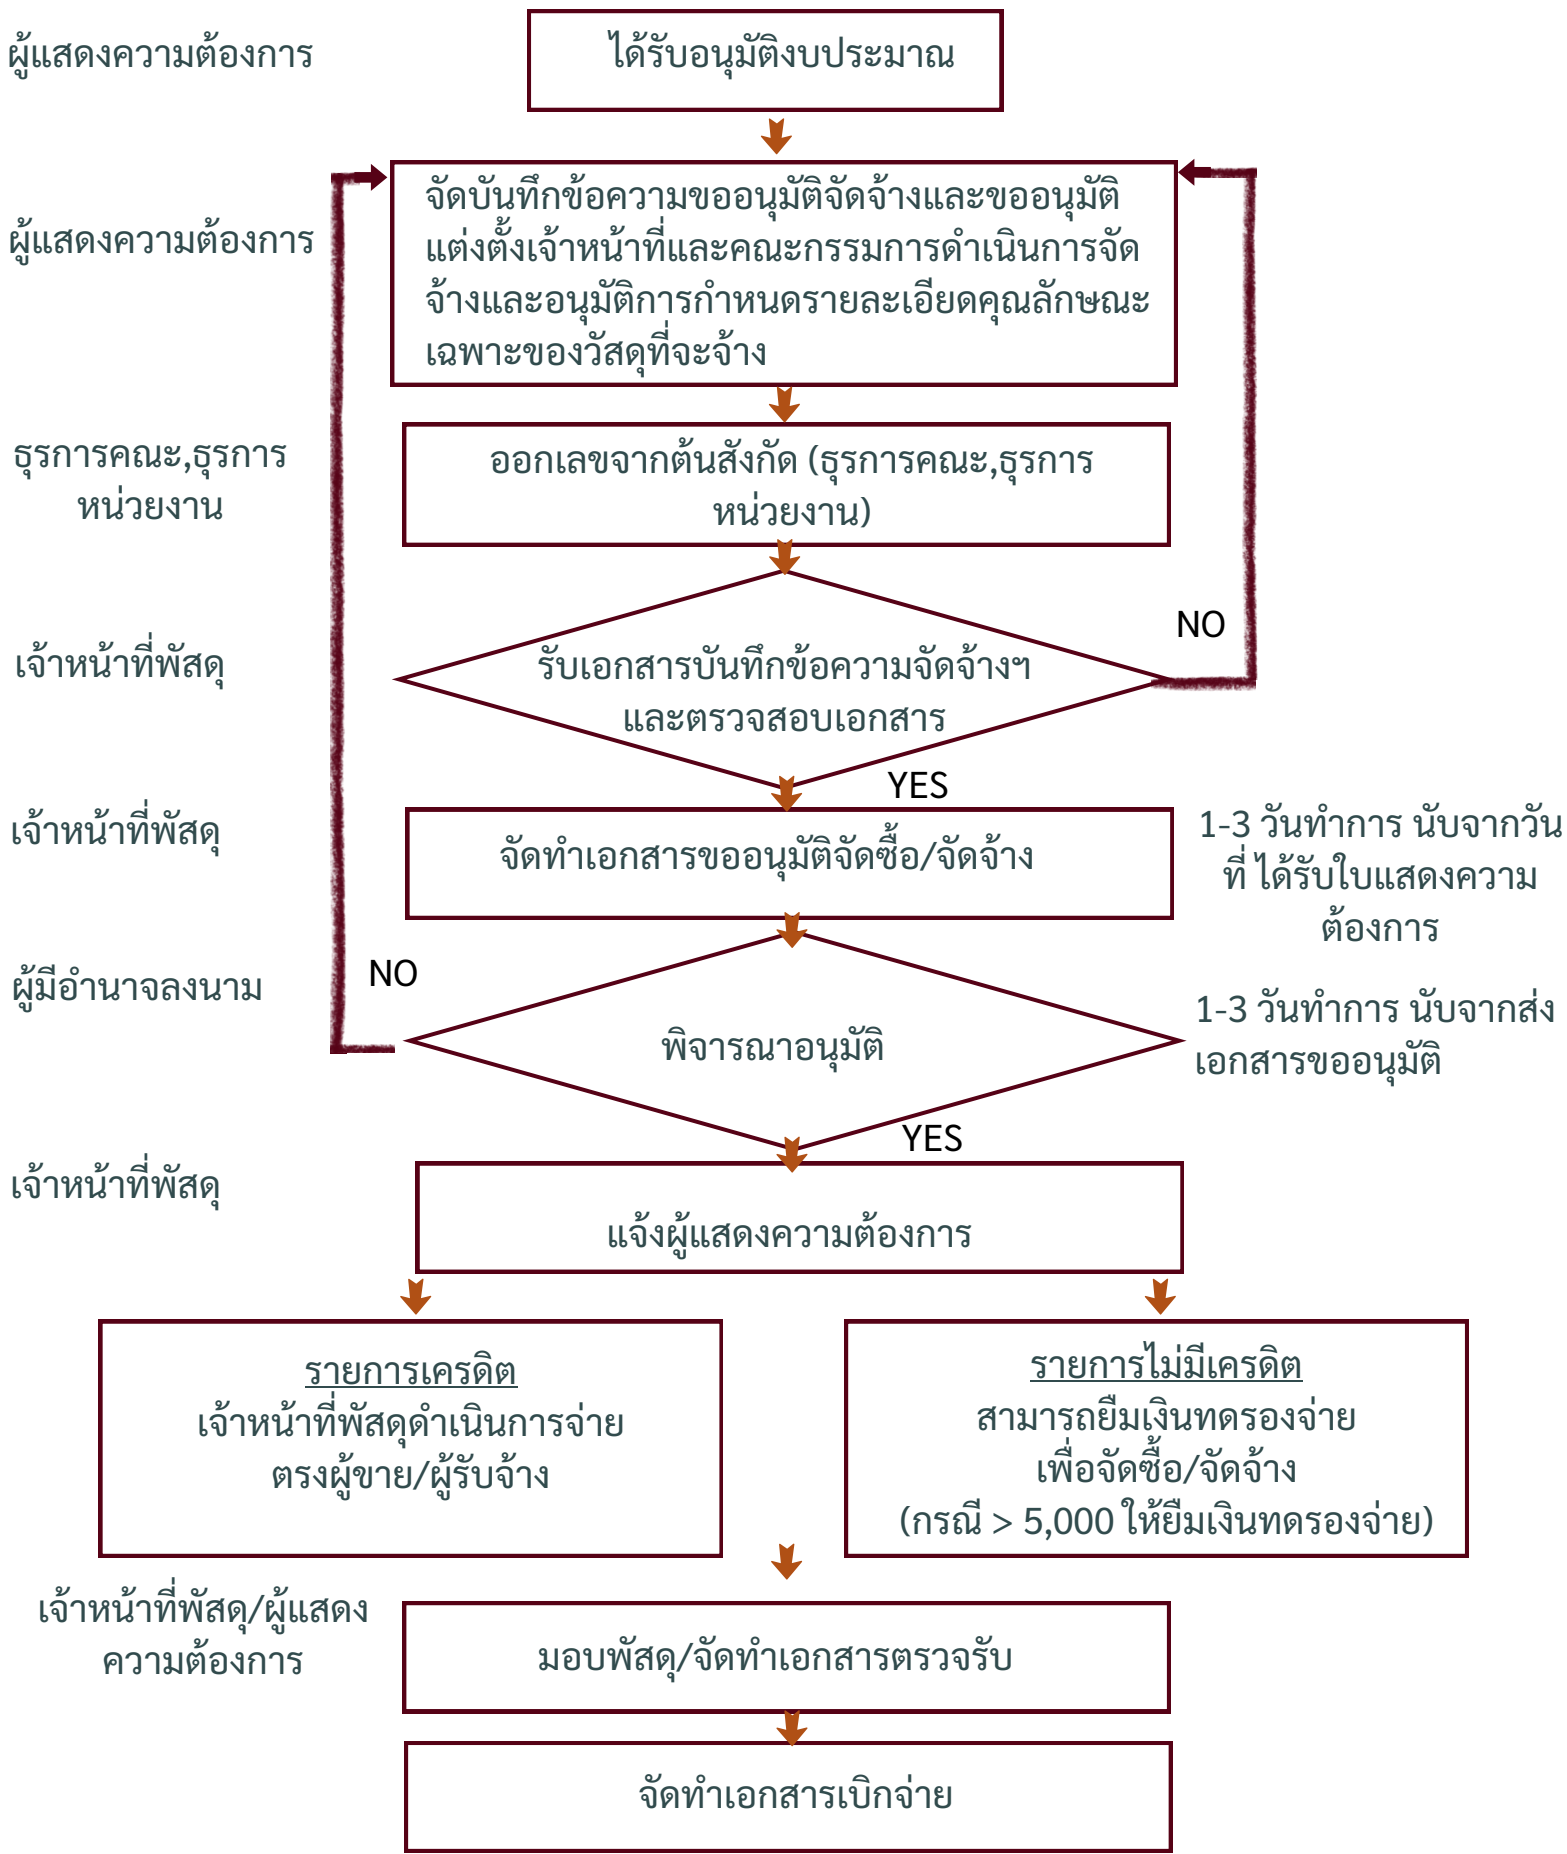 ผู้แสดงความต้องการ
ได้รับอนุมัติงบประมาณ
ผู้แสดงความต้องการ
จัดบันทึกข้อความขออนุมัติจัดจ้างและขออนุมัติ
แต่งตั้งเจ้าหน้าที่และคณะกรรมการดำเนินการจัด
จ้างและอนุมัติการกำหนดรายละเอียดคุณลักษณะ
เฉพาะของวัสดุที่จะจ้าง
ธุรการคณะ,ธุรการ
หน่วยงาน
ออกเลขจากต้นสังกัด (ธุรการคณะ,ธุรการ
หน่วยงาน)
NO
เจ้าหน้าที่พัสดุ
รับเอกสารบันทึกข้อความจัดจ้างฯ
และตรวจสอบเอกสาร
YES
เจ้าหน้าที่พัสดุ
จัดทำเอกสารขออนุมัติจัดซื้อ/จัดจ้าง
1-3 วันทำการ นับจากวัน
ที่ ได้รับใบแสดงความ
ต้องการ
ผู้มีอำนาจลงนาม
NO
พิจารณาอนุมัติ
1-3 วันทำการ นับจากส่ง
เอกสารขออนุมัติ
YES
เจ้าหน้าที่พัสดุ
แจ้งผู้แสดงความต้องการ
รายการเครดิต
เจ้าหน้าที่พัสดุดำเนินการจ่าย
ตรงผู้ขาย/ผู้รับจ้าง
รายการไม่มีเครดิต
สามารถยืมเงินทดรองจ่าย
เพื่อจัดซื้อ/จัดจ้าง
(กรณี > 5,000 ให้ยืมเงินทดรองจ่าย)
เจ้าหน้าที่พัสดุ/ผู้แสดง
ความต้องการ
มอบพัสดุ/จัดทำเอกสารตรวจรับ
จัดทำเอกสารเบิกจ่าย